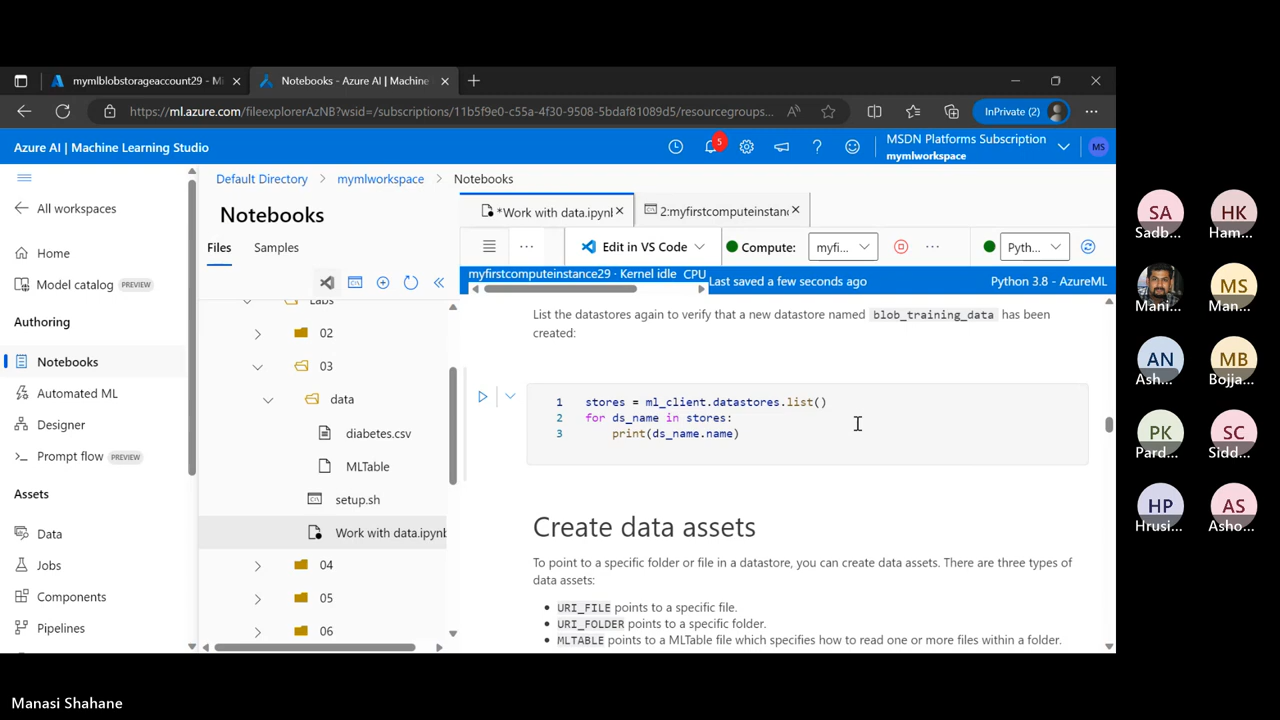 mymlblobstorageaccount29 - Mi
Notebooks - Azure AI | Machine
https://ml.azure.com/fileexplorerAzNB?wsid=/subscriptions/11b5f9e0-c55a-4f30-9508-5bdaf81089d5/resourcegroups...
InPrivate (2)
Azure AI | Machine Learning Studio
5
MSDN Platforms Subscription
mymlworkspace
MS
All workspaces
Home
Model catalog PREVIEW
Authoring
Notebooks
Automated ML
Designer
Prompt flow PREVIEW
Assets
Data
Jobs
Components
Pipelines
Default Directory > mymlworkspace > Notebooks
Notebooks
Files
Samples
Labs
02
03
data
diabetes.csv
MLTable
setup.sh
Work with data.ipynb
04
05
06
*Work with data.ipynl
2:myfirstcomputeinstanc
Edit in VS Code
Compute:
myfi...
Pyth...
myfirstcomputeinstance29 · Kernel idle CPU
Last saved a few seconds ago
Python 3.8 - AzureML
List the datastores again to verify that a new datastore named blob_training_data has been
created:
1 stores = ml_client.datastores.list()
2 for ds_name in stores:
3 print(ds_name.name)
Create data assets
To point to a specific folder or file in a datastore, you can create data assets. There are three types of
data assets:
• URI_FILE points to a specific file.
• URI_FOLDER points to a specific folder.
• MLTABLE points to a MLTable file which specifies how to read one or more files within a folder.
SA
Sadb...
HK
Ham...
Mani...
MS
Man...
AN
Ash...
MB
Bojja...
PK
Pard...
SC
Sidd...
HP
Hrusi...
AS
Asho...
Manasi Shahane